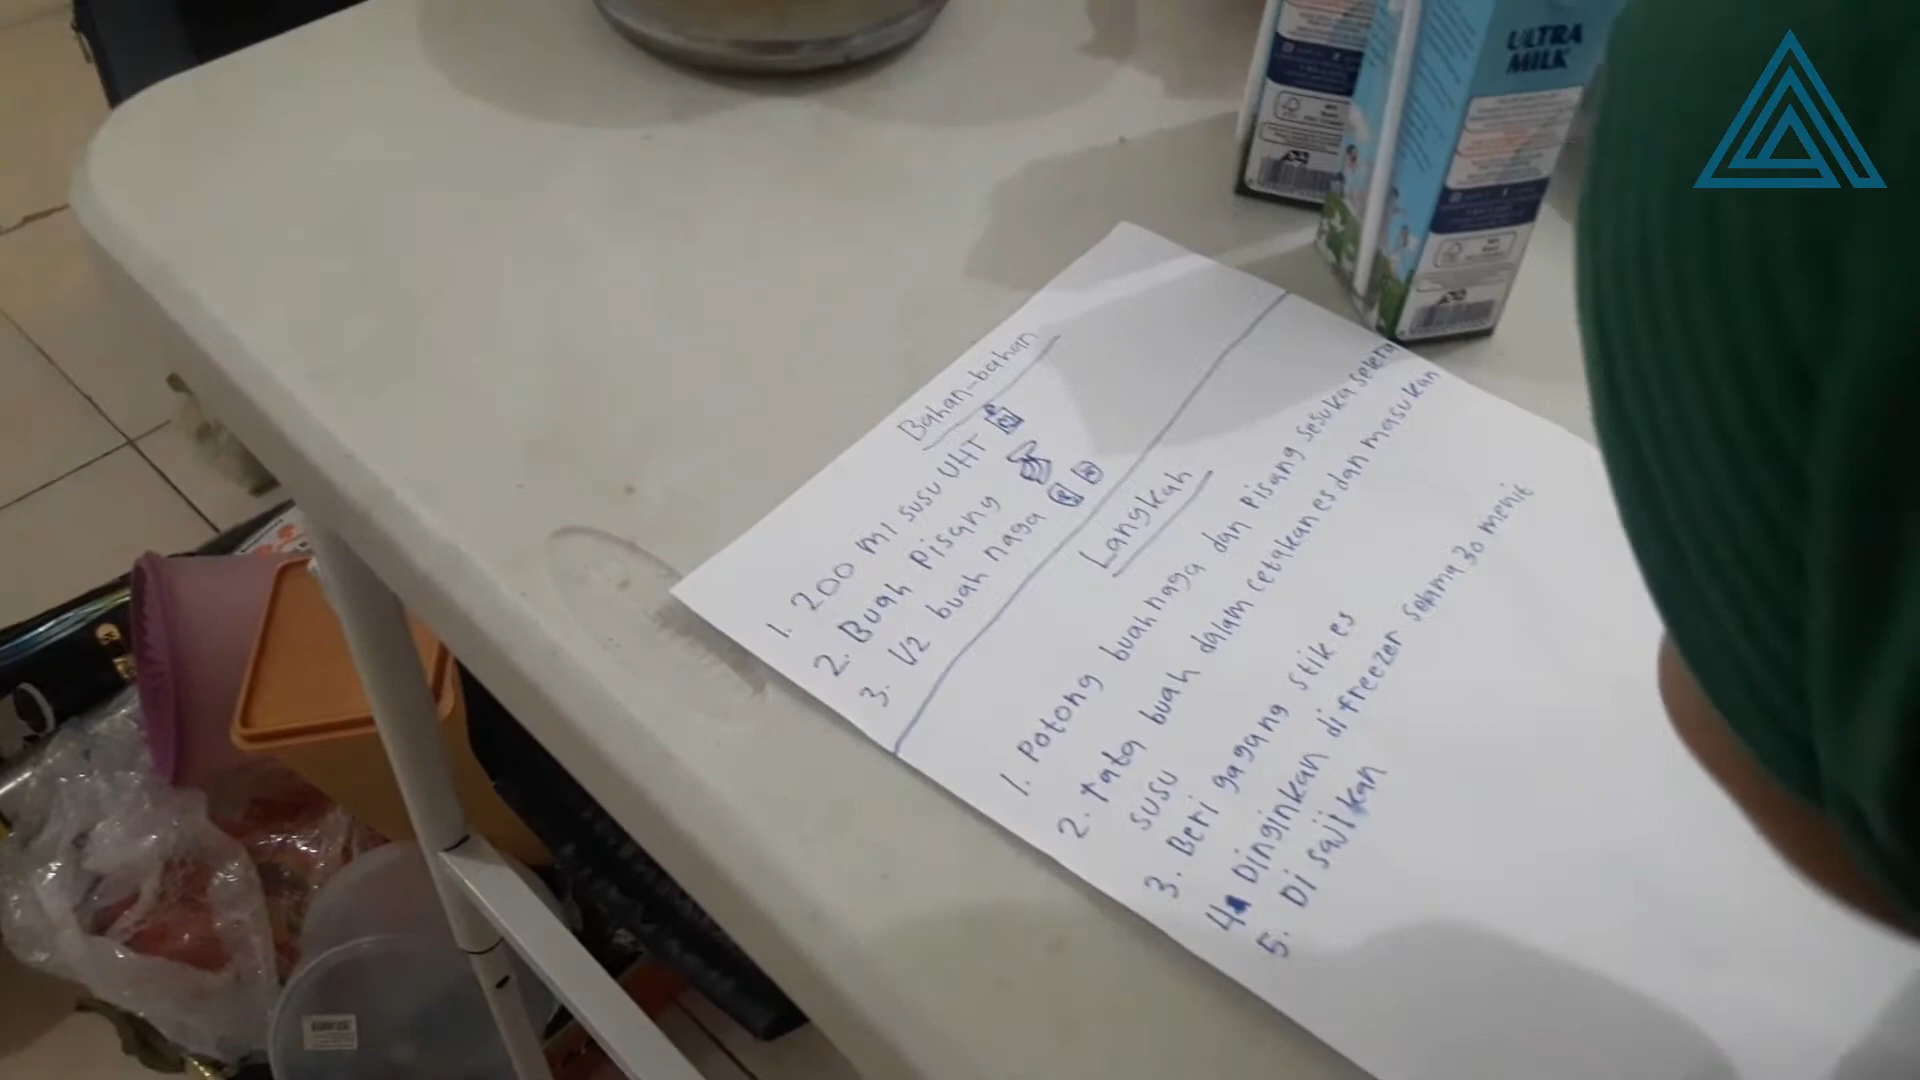 ULTRA
MILK
Bahan-bahan
1. 200 ml susu UHT
2. Buah pisang
3. 1/2 buah naga
Langkah
1. Potong buah naga dan pisang sesuka selera
2. tata buah dalam cetakan es dan masukan
susu
3. Beri gagang stik es
4. Dinginkan di freezer selama 30 menit
5. Di sajikan